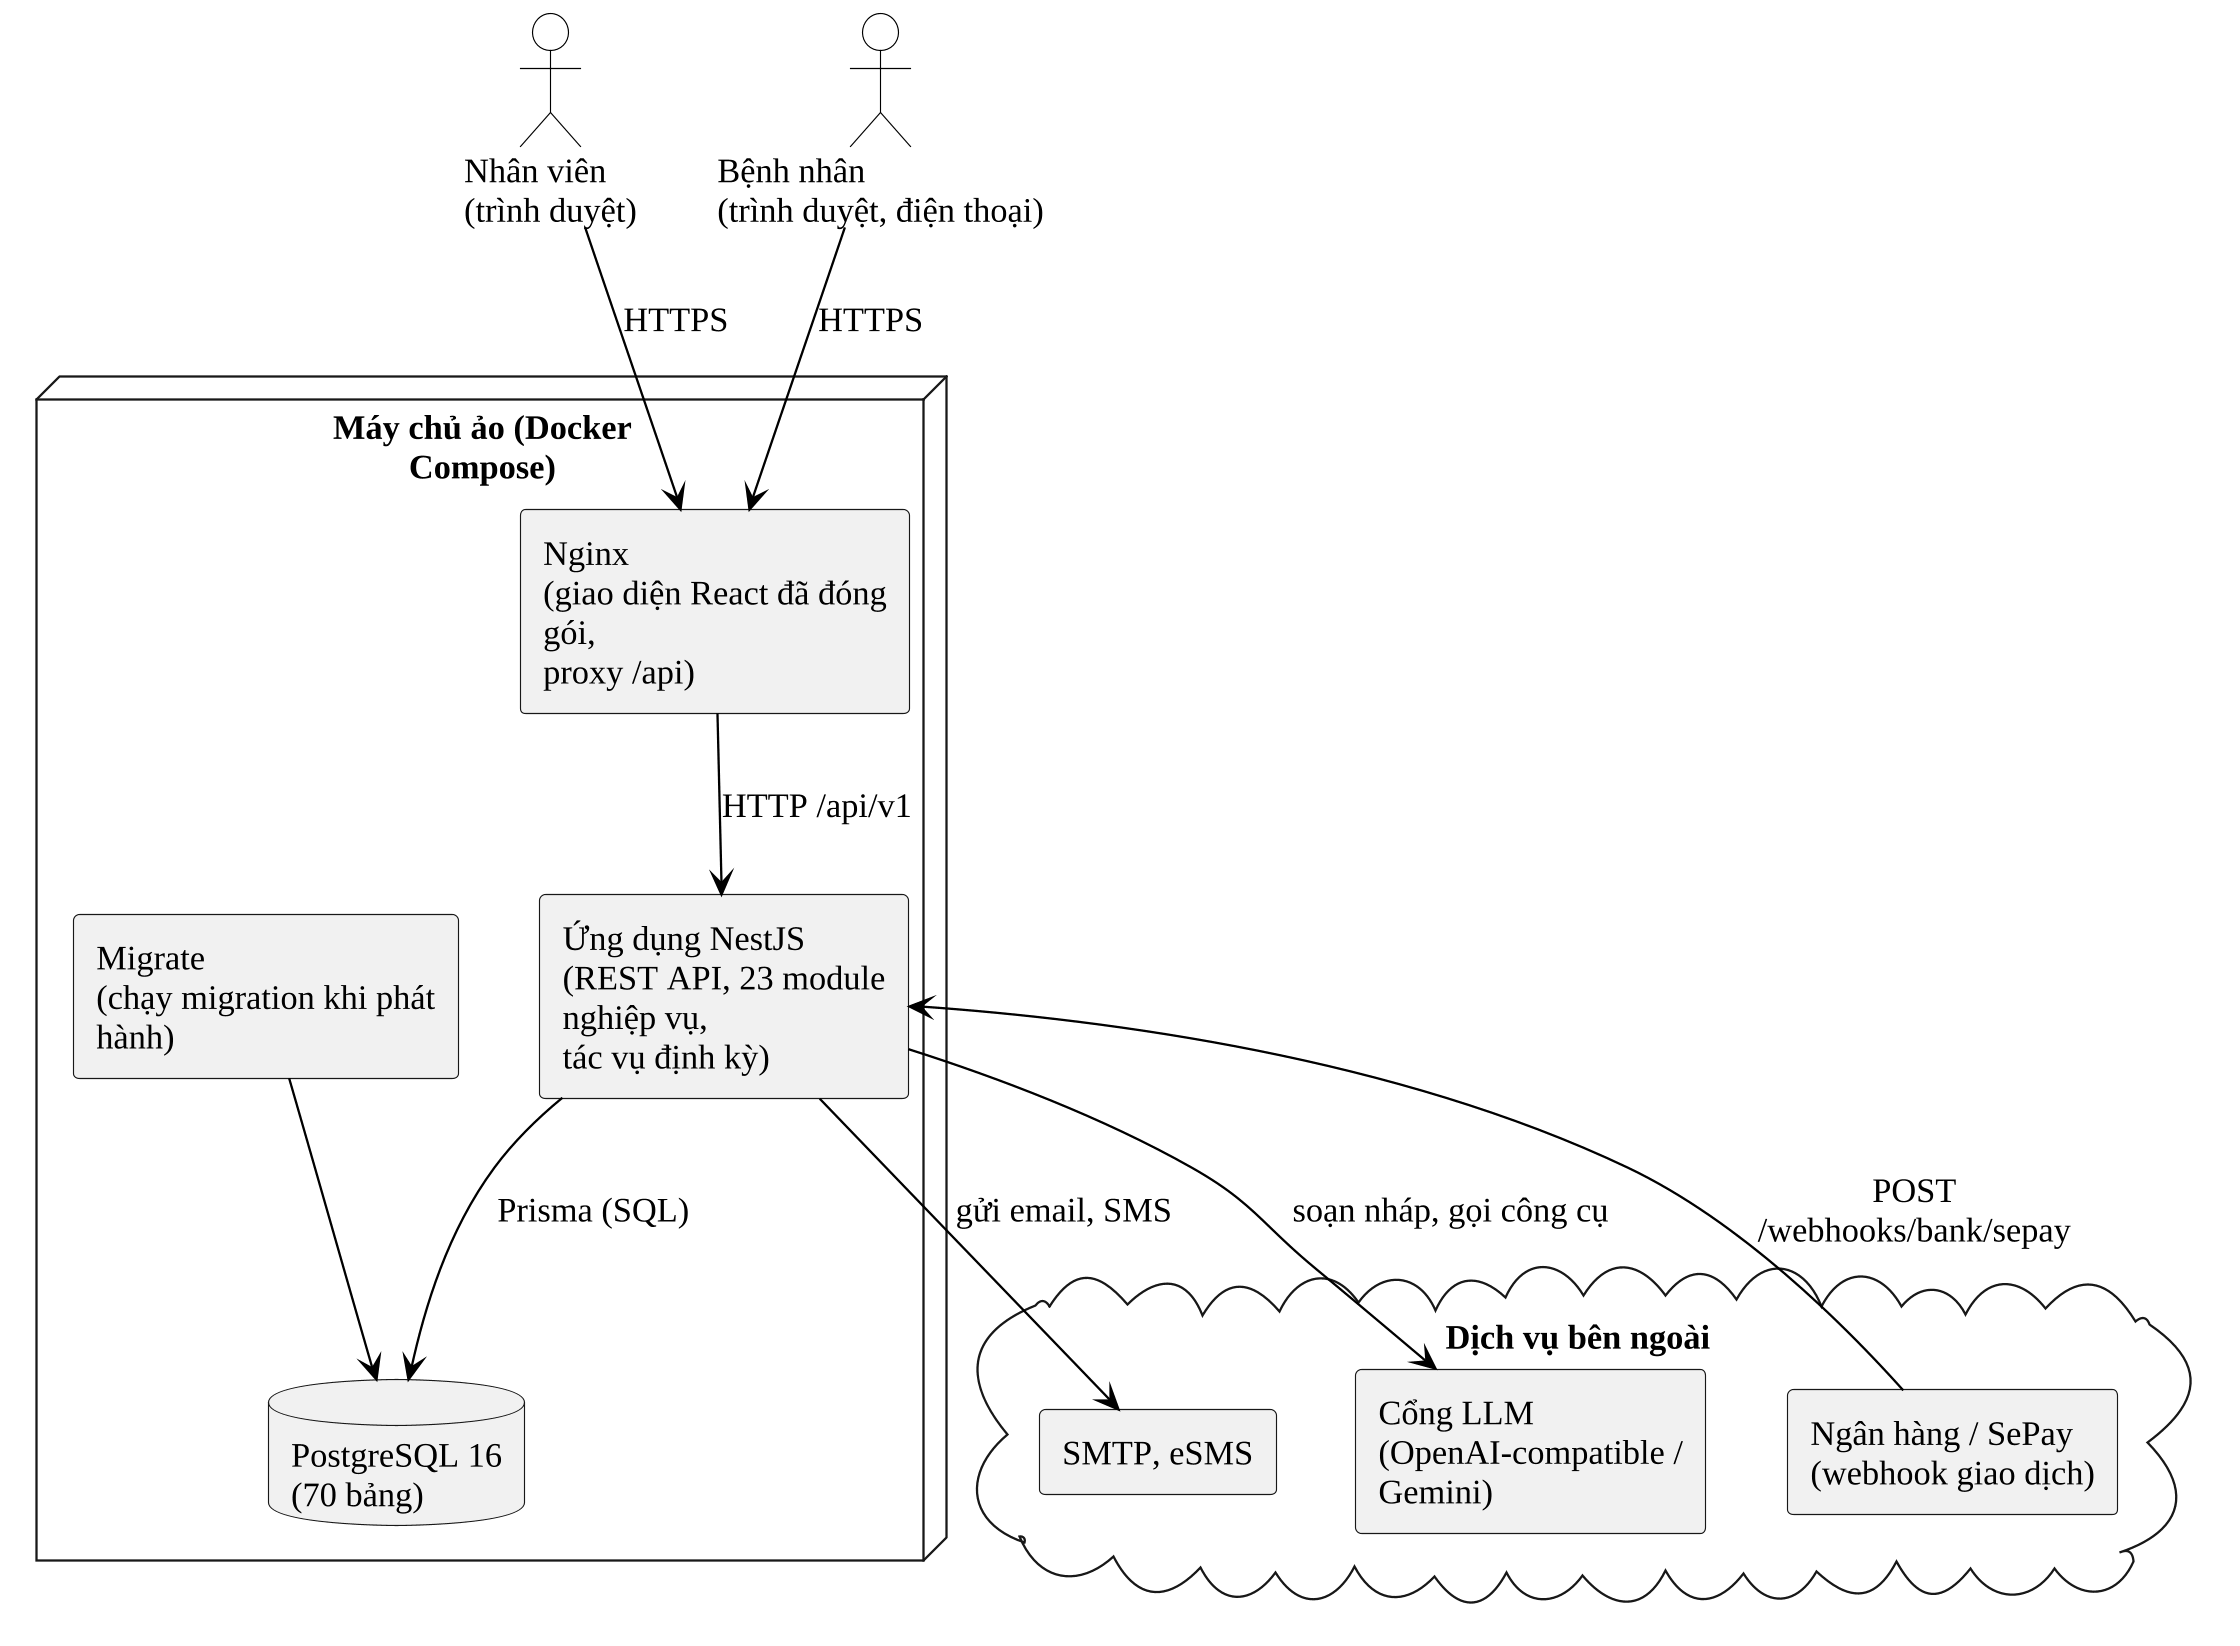 Nhân viên
(trình duyệt)
Bệnh nhân
(trình duyệt, điện thoại)
HTTPS
HTTPS
Máy chủ ảo (Docker
Compose)
Nginx
(giao diện React đã đóng
gói,
proxy /api)
HTTP /api/v1
Migrate
(chạy migration khi phát
hành)
Ứng dụng NestJS
(REST API, 23 module
nghiệp vụ,
tác vụ định kỳ)
Prisma (SQL)
gửi email, SMS
soạn nháp, gọi công cụ
POST
/webhooks/bank/sepay
Dịch vụ bên ngoài
PostgreSQL 16
(70 bảng)
SMTP, eSMS
Cổng LLM
(OpenAI-compatible /
Gemini)
Ngân hàng / SePay
(webhook giao dịch)